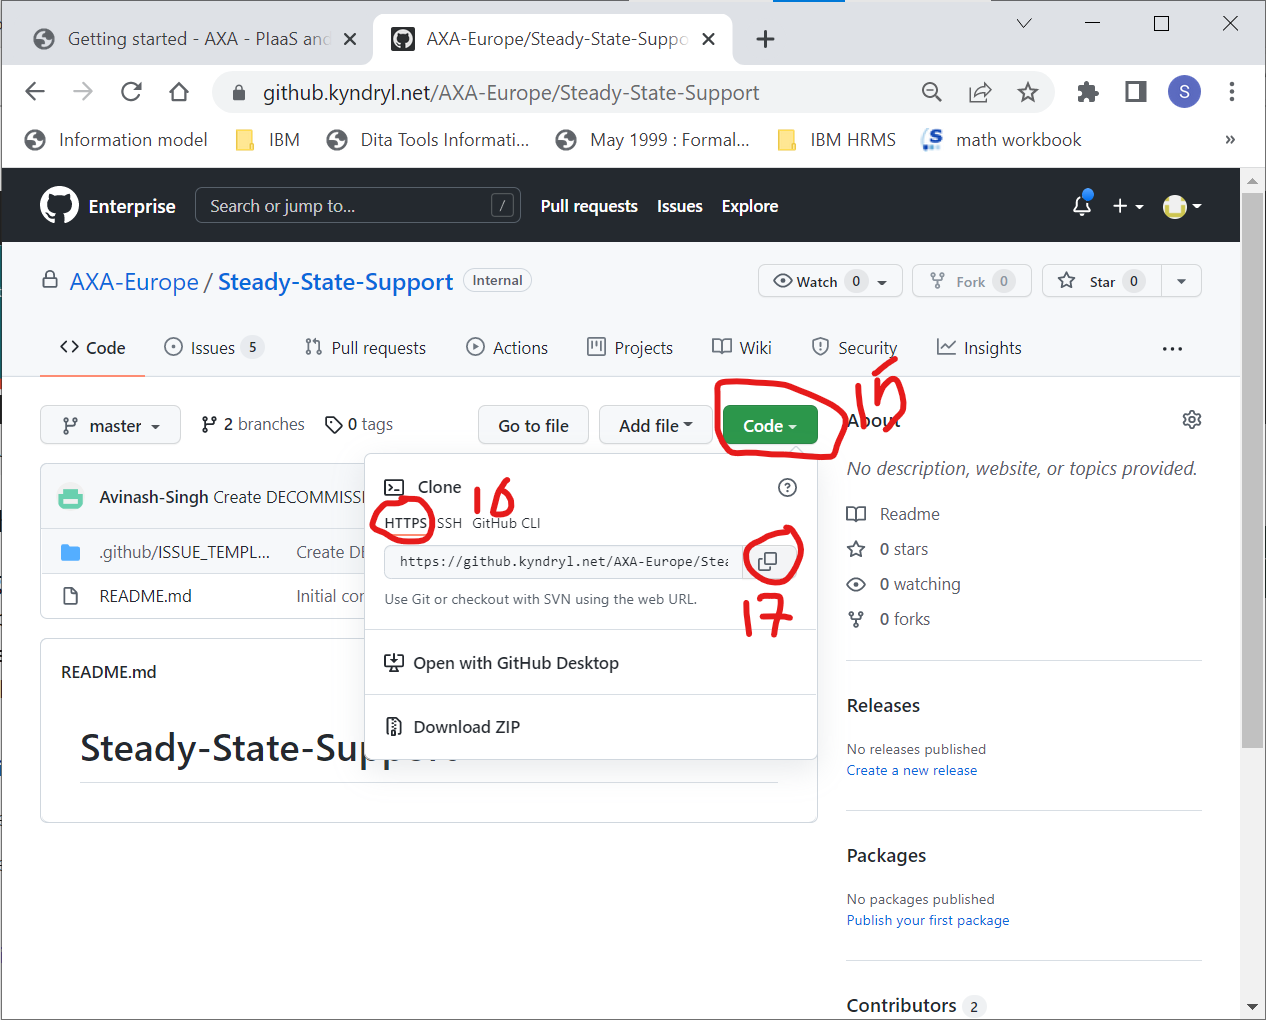 Getting started - AXA - PIaaS and
AXA-Europe/Steady-State-Suppo
github.kyndryl.net/AXA-Europe/Steady-State-Support
S
Information model
IBM
Dita Tools Informati...
May 1999 : Formal...
IBM HRMS
S
math workbook
»
Enterprise
Search or jump to...
/
Pull requests
Issues
Explore
AXA-Europe / Steady-State-Support
Internal
Watch 0
Fork 0
Star 0
Code
Issues 5
Pull requests
Actions
Projects
Wiki
Security
Insights
...
15
master
2 branches
0 tags
Go to file
Add file
Code
About
No description, website, or topics provided.
Avinash-Singh Create DECOMMISS
.github/ISSUE_TEMPL...
Create DE
README.md
Initial con
Clone
16
HTTPS
SSH
GitHub CLI
https://github.kyndryl.net/AXA-Europe/Stea
17
Use Git or checkout with SVN using the web URL.
Open with GitHub Desktop
Download ZIP
Readme
0 stars
0 watching
0 forks
README.md
Steady-State-Support
Releases
No releases published
Create a new release
Packages
No packages published
Publish your first package
Contributors 2